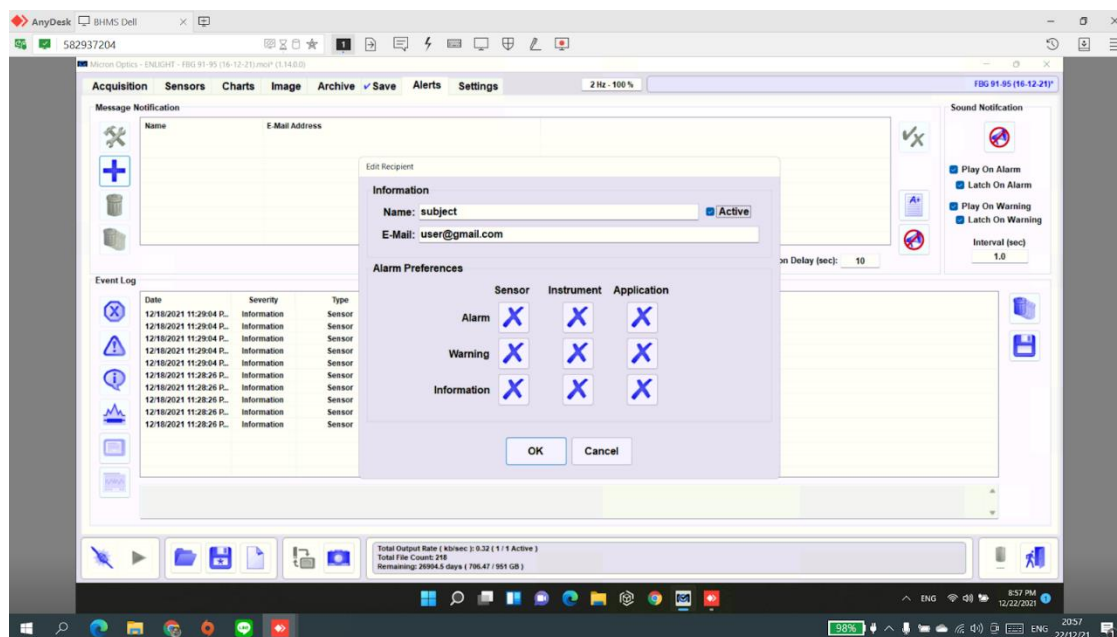 AnyDesk BHMS Dell
582937204 1
Micron Optics - ENLIGHT - FBG 91-95 (16-12-21).moi* (1.14.0.0)
Acquisition Sensors Charts Image Archive Save Alerts Settings 2 Hz - 100 % FBG 91-95 (16-12-21)*
Message Notification
Name E-Mail Address
Sound Notifcation
Play On Alarm
Latch On Alarm
Play On Warning
Latch On Warning
Interval (sec)
1.0
on Delay (sec): 10
Edit Recipient
Information
Name: subject Active
E-Mail: user@gmail.com
Alarm Preferences
Sensor Instrument Application
Alarm
Warning
Information
OK Cancel
Event Log
Date Severity Type
12/18/2021 11:29:04 P... Information Sensor
12/18/2021 11:29:04 P... Information Sensor
12/18/2021 11:29:04 P... Information Sensor
12/18/2021 11:29:04 P... Information Sensor
12/18/2021 11:29:04 P... Information Sensor
12/18/2021 11:28:26 P... Information Sensor
12/18/2021 11:28:26 P... Information Sensor
12/18/2021 11:28:26 P... Information Sensor
12/18/2021 11:28:26 P... Information Sensor
12/18/2021 11:28:26 P... Information Sensor
Total Output Rate ( kb/sec ): 0.32 ( 1 / 1 Active )
Total File Count: 218
Remaining: 26904.5 days ( 706.47 / 951 GB )
ENG 8:57 PM
12/22/2021
98% ENG 20:57
22/12/21